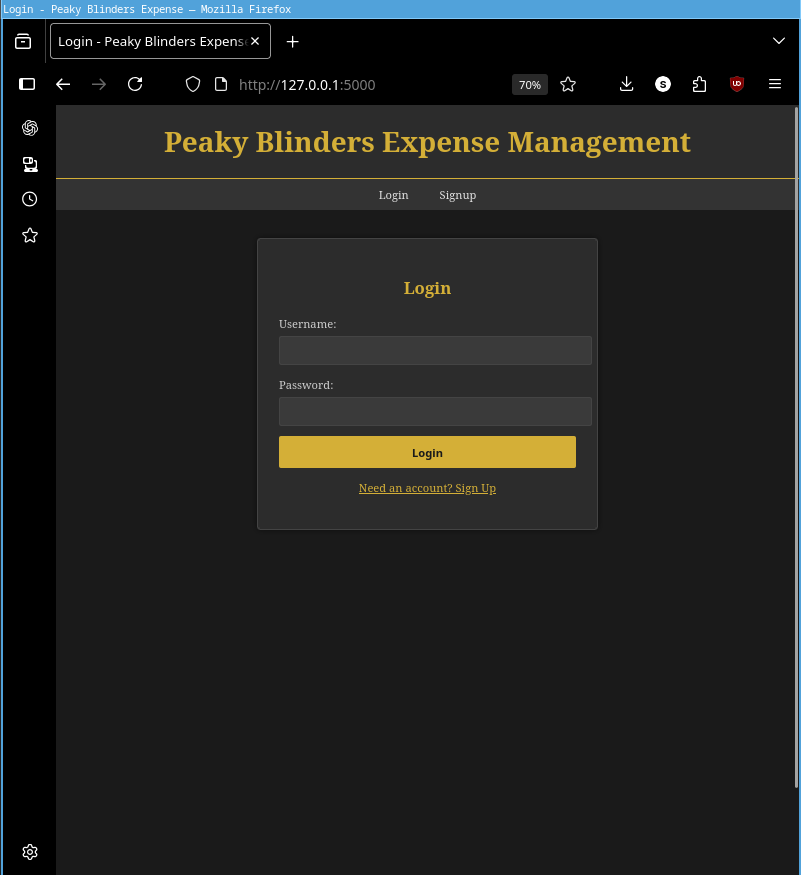 Login - Peaky Blinders Expense — Mozilla Firefox
Login - Peaky Blinders Expens
http://127.0.0.1:5000
70%
S
UD
Peaky Blinders Expense Management
Login Signup
Login
Username:
Password:
Login
Need an account? Sign Up